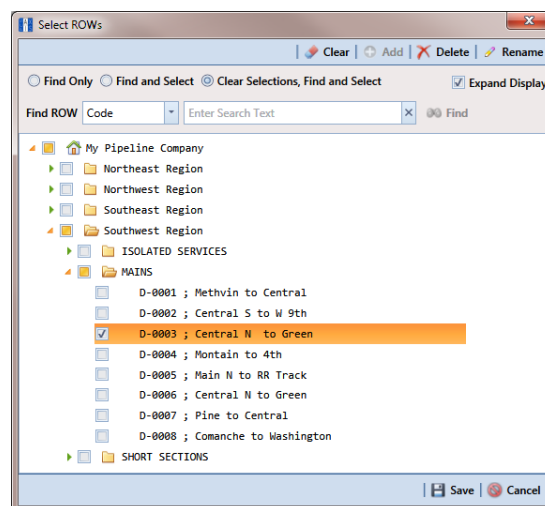 Select ROWs
Clear Add Delete Rename
Find Only Find and Select Clear Selections, Find and Select Expand Display
Find ROW Code Enter Search Text Find
My Pipeline Company
Northeast Region
Northwest Region
Southeast Region
Southwest Region
ISOLATED SERVICES
MAINS
D-0001 ; Methvin to Central
D-0002 ; Central S to W 9th
D-0003 ; Central N  to Green
D-0004 ; Montain to 4th
D-0005 ; Main N to RR Track
D-0006 ; Central N to Green
D-0007 ; Pine to Central
D-0008 ; Comanche to Washington
SHORT SECTIONS
Save Cancel